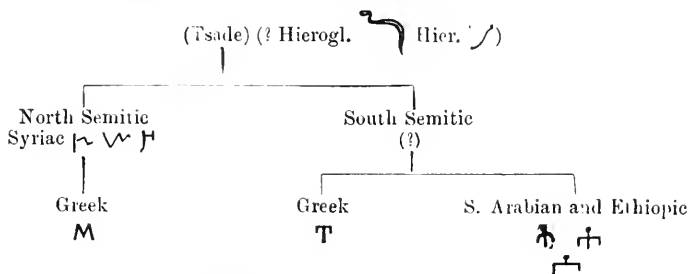 (Tsade) (? Hierogl. Hier. )
North Semitic South Semitic
Syriac (?)
Greek Greek S. Arabian and Ethiopic
M T